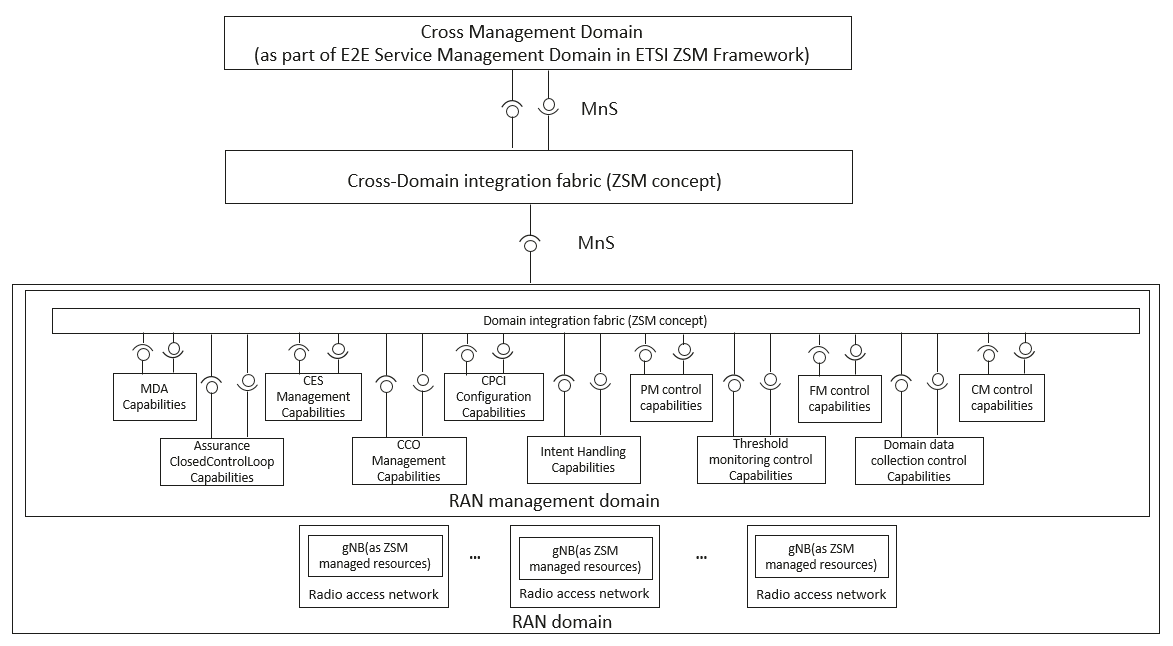 Cross Management Domain
(as part of E2E Service Management Domain in ETSI ZSM Framework)
MnS
Cross-Domain integration fabric (ZSM concept)
MnS
Domain integration fabric (ZSM concept)
MDA
Capabilities
CES
Management
Capabilities
CPCI
Configuration
Capabilities
PM control
capabilities
FM control
capabilities
CM control
capabilities
Assurance
ClosedControlLoop
Capabilities
CCO
Management
Capabilities
Intent Handling
Capabilities
Threshold
monitoring control
Capabilities
Domain data
collection control
Capabilities
RAN management domain
gNB(as ZSM
managed resources)
Radio access network
...
gNB(as ZSM
managed resources)
Radio access network
...
gNB(as ZSM
managed resources)
Radio access network
RAN domain